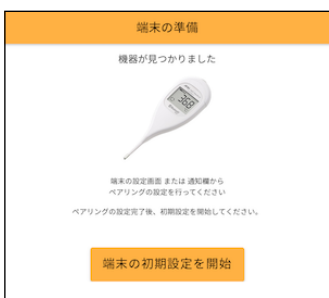 端末の準備
機器が見つかりました
端末の設定画面 または 通知欄から
ペアリングの設定を行ってください
ペアリングの設定完了後、初期設定を開始してください。
端末の初期設定を開始